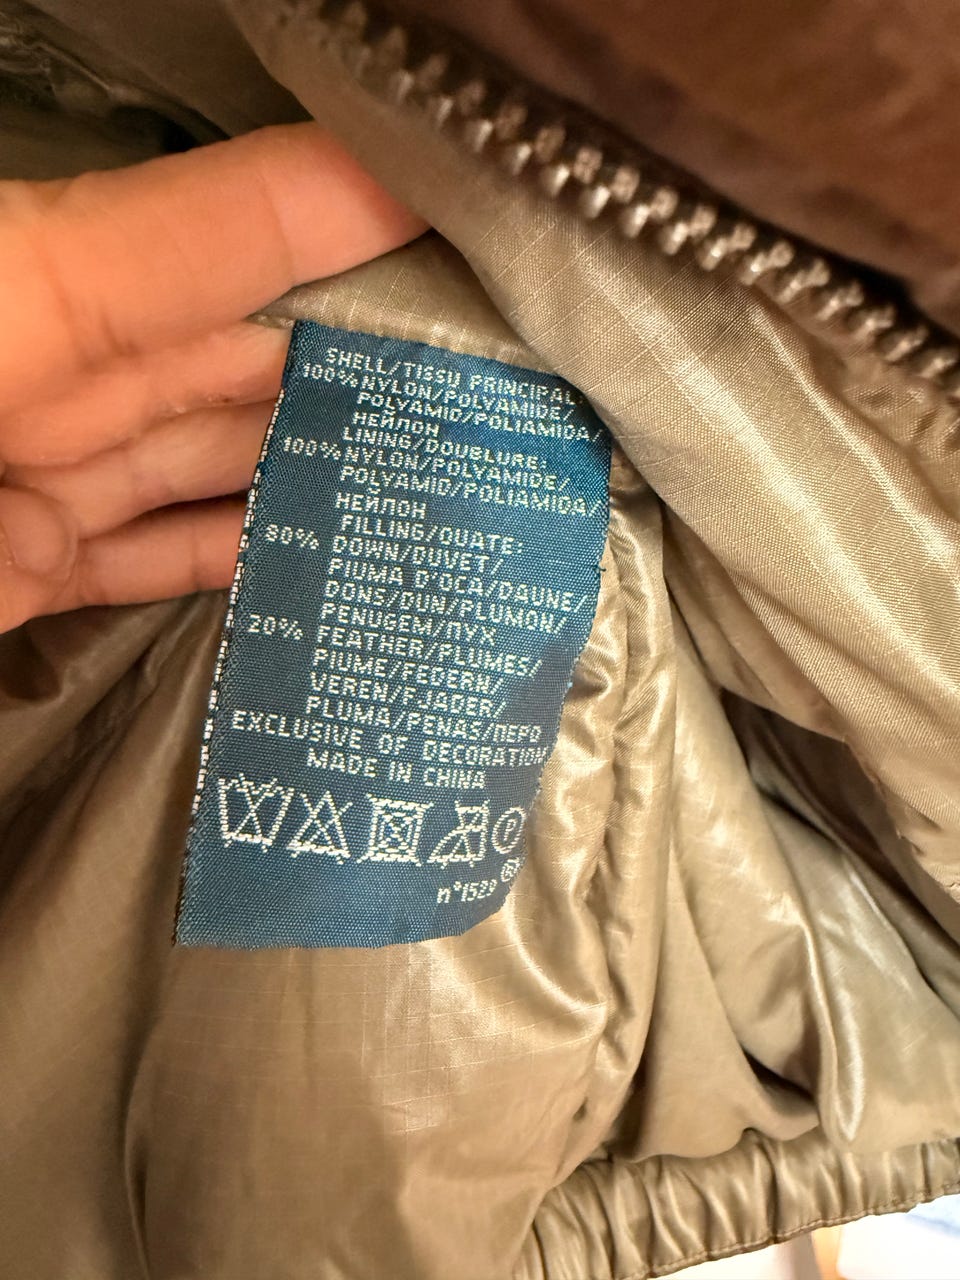 SHELL/TISSU PRINCIPAL:
100% NYLON/POLYAMIDE/
POLYAMID/POLIAMIDA/
НЕЙЛОН
LINING/DOUBLURE:
100% NYLON/POLYAMIDE/
POLYAMID/POLIAMIDA/
НЕЙЛОН
FILLING/OUATE:
80% DOWN/DUVET/
PIUMA D'OCA/DAUNE/
DONS/DUN/PLUMON/
PENUGEM/ПУХ
20% FEATHER/PLUMES/
PIUME/FEDERN/
VEREN/FJADER/
PLUMA/PENAS/ПЕРО
EXCLUSIVE OF DECORATION
MADE IN CHINA
P
n°1529 ®